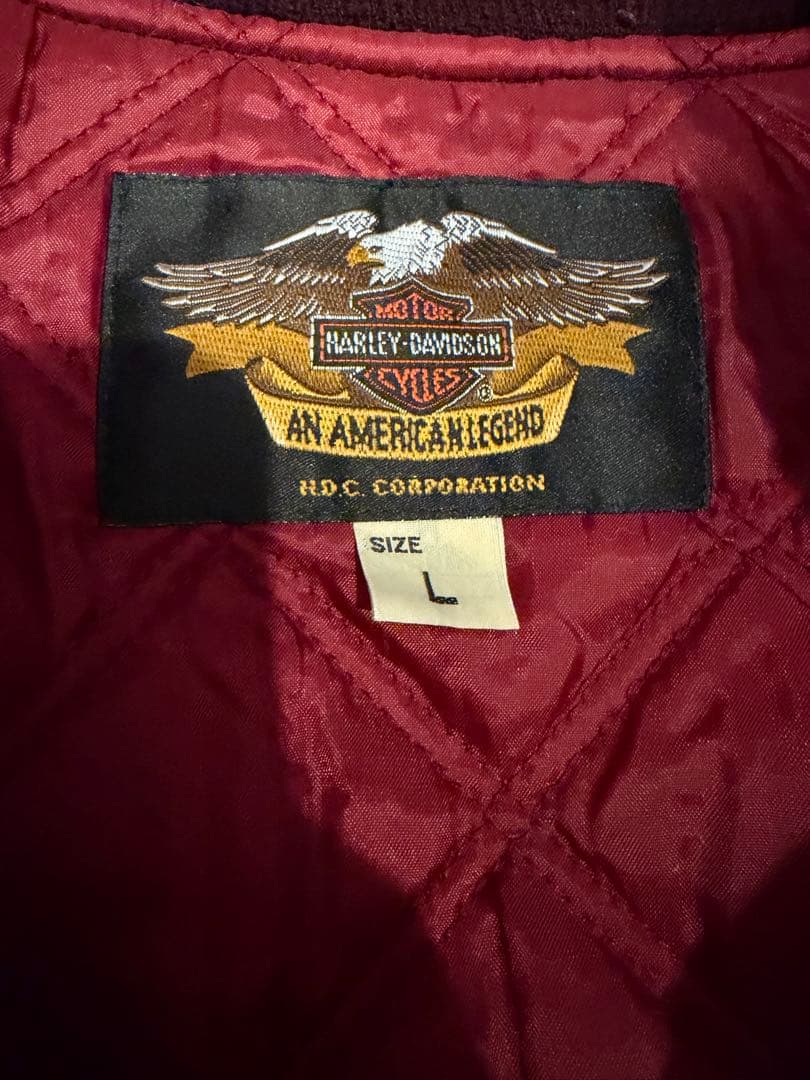 MOTOR
HARLEY-DAVIDSON
CYCLES
®
AN AMERICAN LEGEND
H.D.C. CORPORATION
SIZE
L